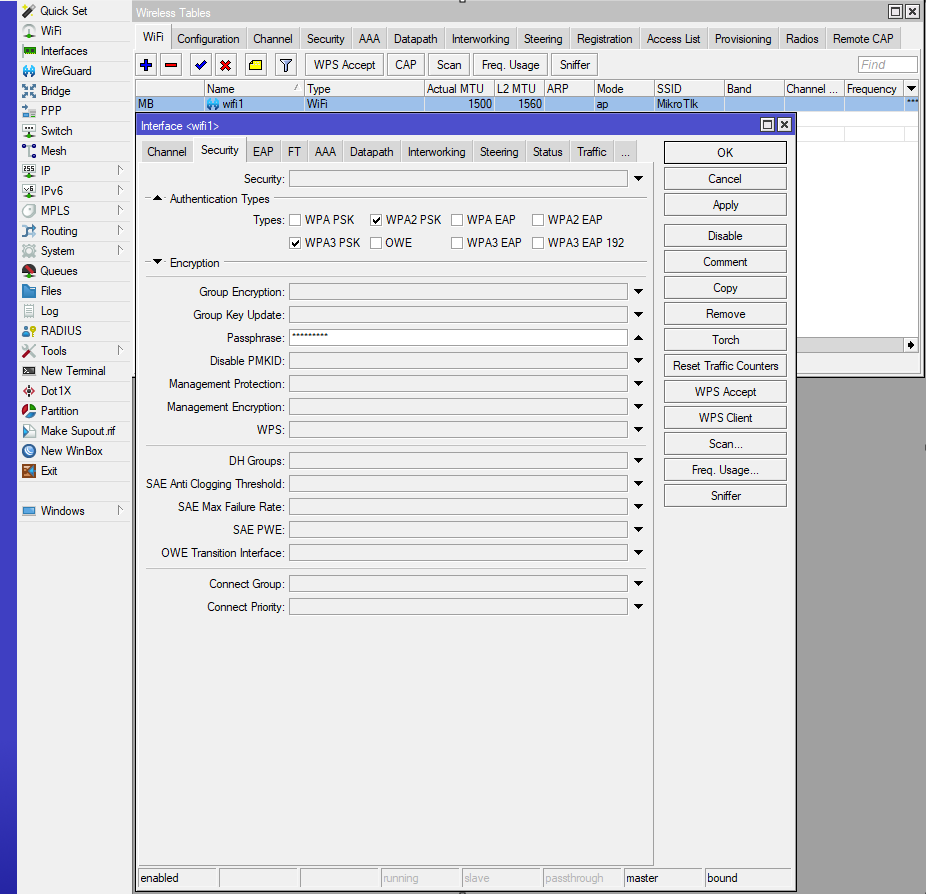 Quick Set
WiFi
Interfaces
WireGuard
Bridge
PPP
Switch
Mesh
IP
IPv6
MPLS
Routing
System
Queues
Files
Log
RADIUS
Tools
New Terminal
Dot1X
Partition
Make Supout.rif
New WinBox
Exit
Windows
Wireless Tables
WiFi Configuration Channel Security AAA Datapath Interworking Steering Registration Access List Provisioning Radios Remote CAP
WPS Accept CAP Scan Freq. Usage Sniffer Find
Name / Type Actual MTU L2 MTU ARP Mode SSID Band Channel ... Frequency
MB wifi1 WiFi 1500 1560 ap MikroTIk ***
Interface <wifi1>
Channel Security EAP FT AAA Datapath Interworking Steering Status Traffic ...
Security:
Authentication Types
Types: WPA PSK WPA2 PSK WPA EAP WPA2 EAP
WPA3 PSK OWE WPA3 EAP WPA3 EAP 192
Encryption
Group Encryption:
Group Key Update:
Passphrase: *********
Disable PMKID:
Management Protection:
Management Encryption:
WPS:
DH Groups:
SAE Anti Clogging Threshold:
SAE Max Failure Rate:
SAE PWE:
OWE Transition Interface:
Connect Group:
Connect Priority:
OK
Cancel
Apply
Disable
Comment
Copy
Remove
Torch
Reset Traffic Counters
WPS Accept
WPS Client
Scan...
Freq. Usage...
Sniffer
enabled running slave passthrough master bound